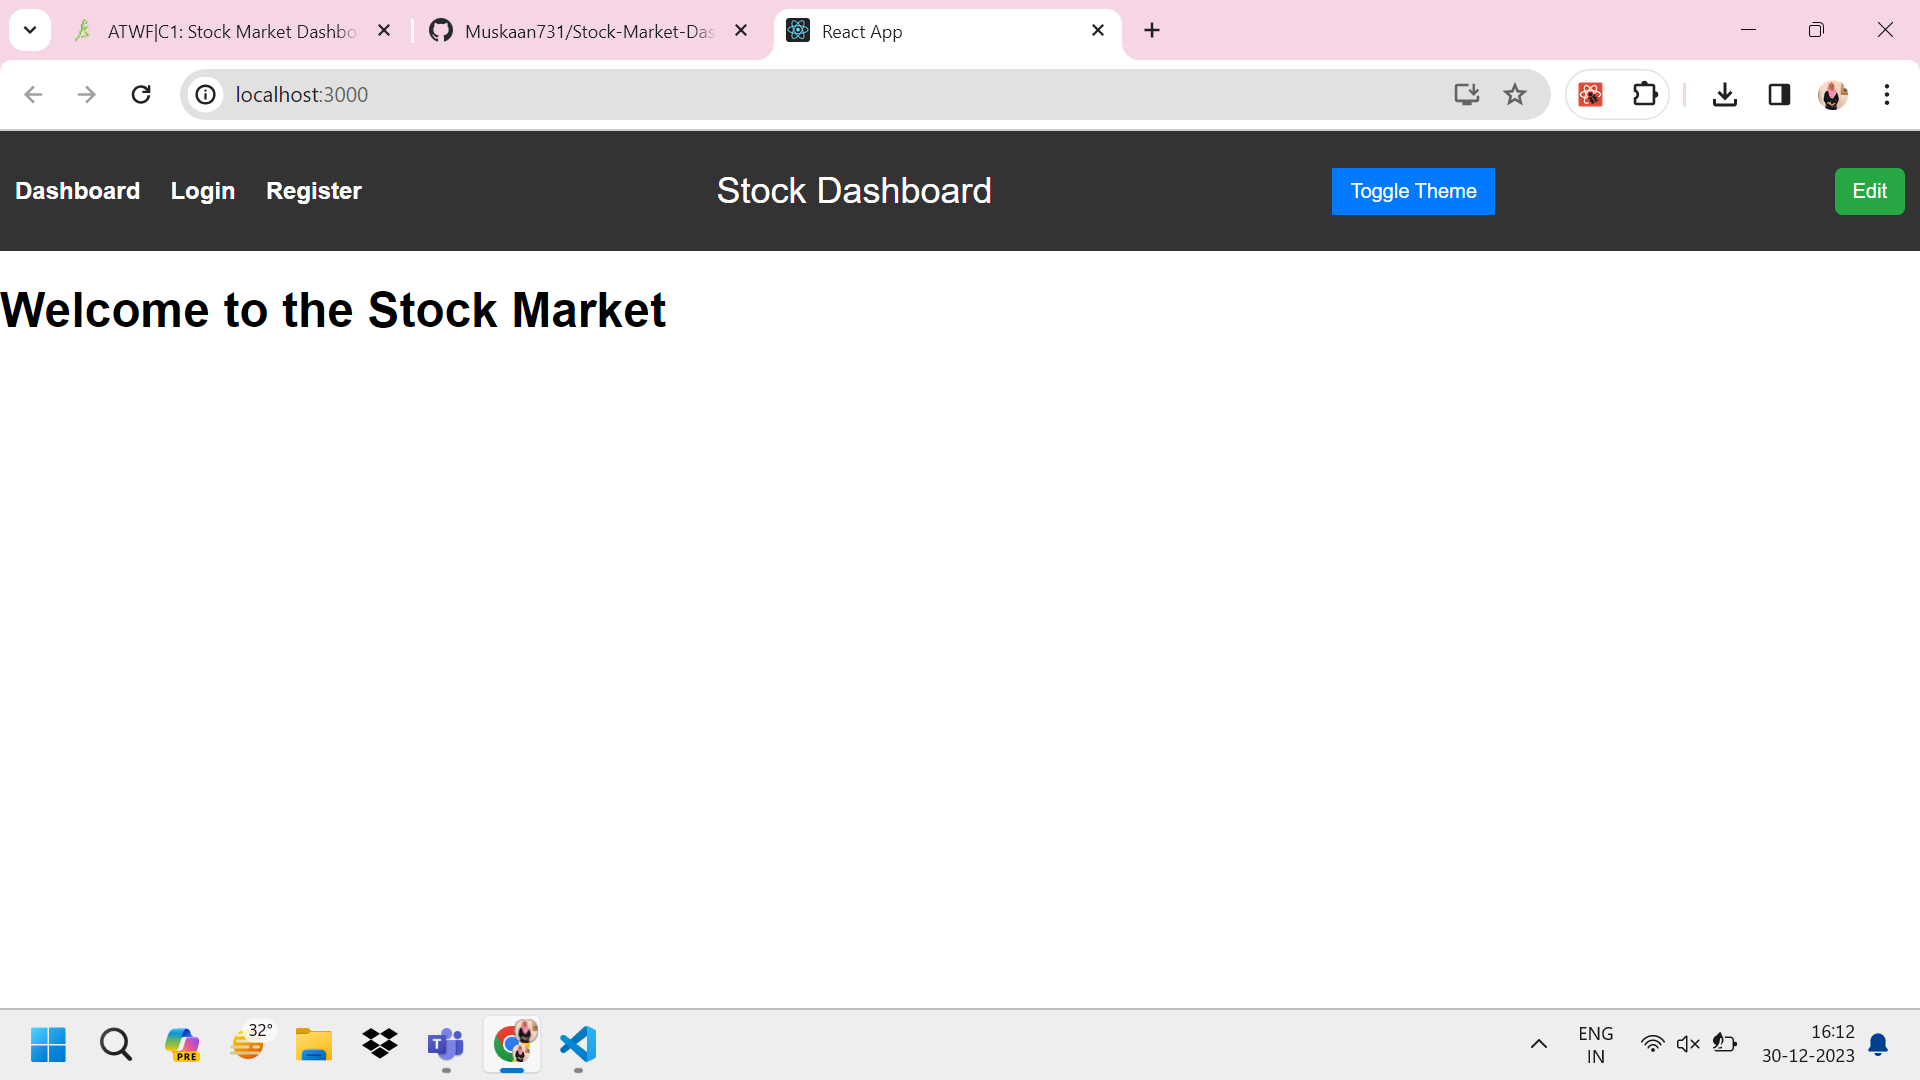 ATWF|C1: Stock Market Dashbo
Muskaan731/Stock-Market-Das
React App
localhost:3000
Dashboard Login Register
Stock Dashboard
Toggle Theme
Edit
Welcome to the Stock Market
PRE
32°
T
ENG
IN
16:12
30-12-2023